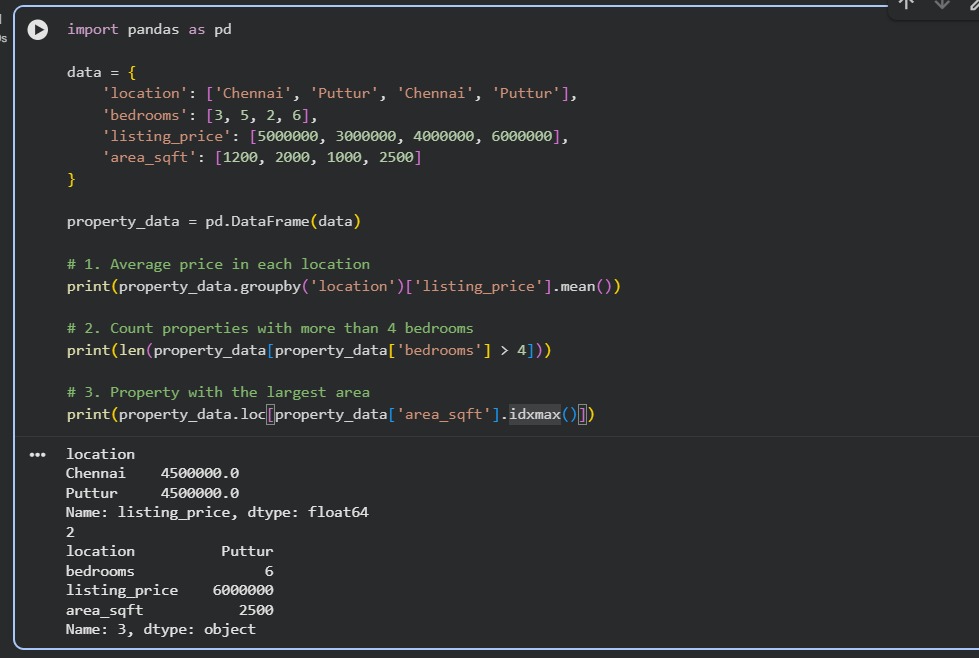 import pandas as pd
data = {
'location': ['Chennai', 'Puttur', 'Chennai', 'Puttur'],
'bedrooms': [3, 5, 2, 6],
'listing_price': [5000000, 3000000, 4000000, 6000000],
'area_sqft': [1200, 2000, 1000, 2500]
}
property_data = pd.DataFrame(data)
# 1. Average price in each location
print(property_data.groupby('location')['listing_price'].mean())
# 2. Count properties with more than 4 bedrooms
print(len(property_data[property_data['bedrooms'] > 4]))
# 3. Property with the largest area
print(property_data.loc[property_data['area_sqft'].idxmax()])
location
Chennai    4500000.0
Puttur     4500000.0
Name: listing_price, dtype: float64
2
location          Puttur
bedrooms               6
listing_price    6000000
area_sqft           2500
Name: 3, dtype: object